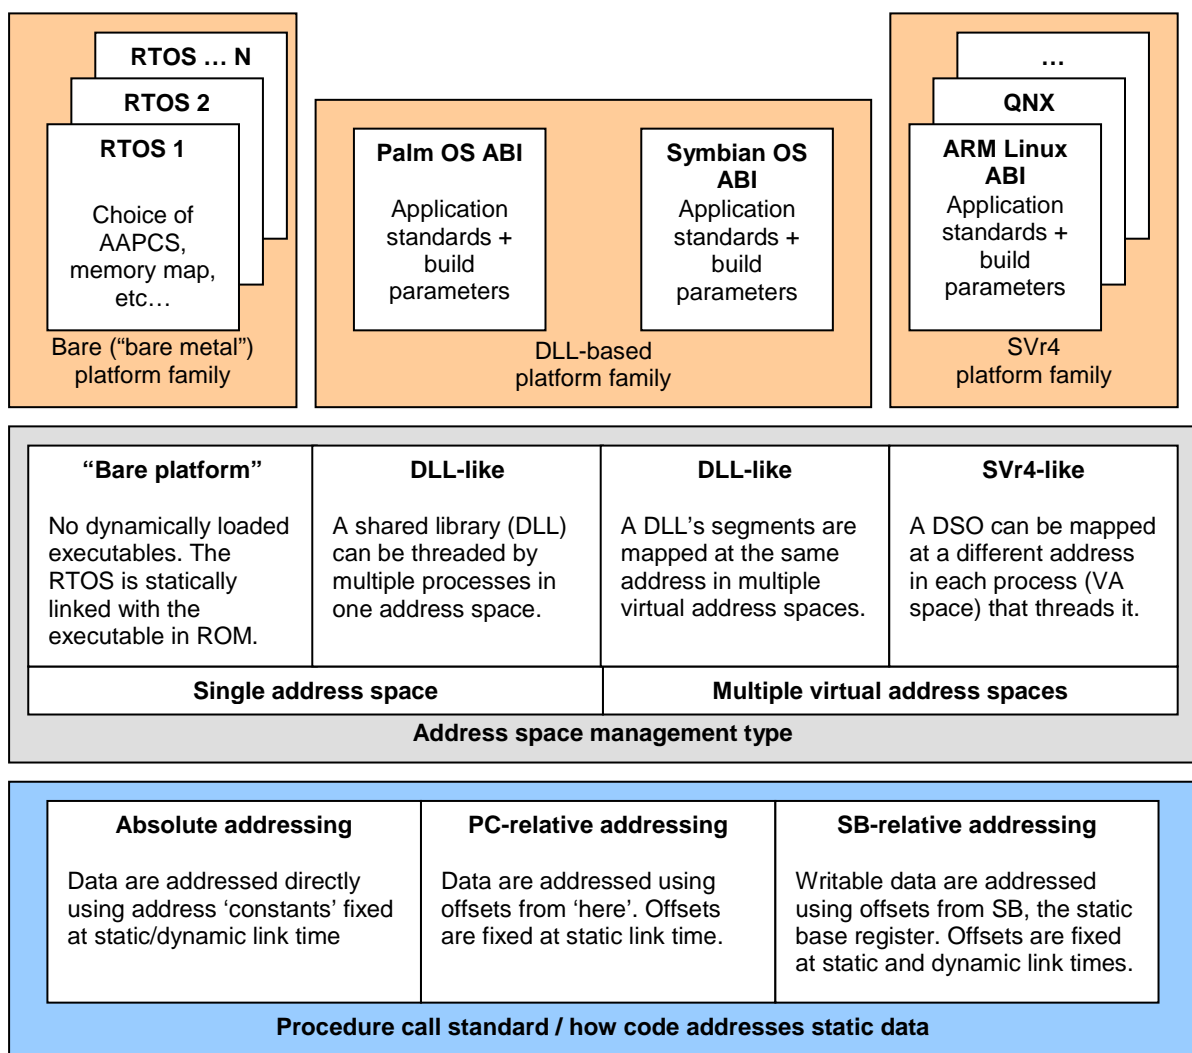 RTOS … N
RTOS 2
RTOS 1
Choice of
AAPCS,
memory map,
etc…
Bare (“bare metal”)
platform family
Palm OS ABI
Application
standards +
build
parameters
Symbian OS
ABI
Application
standards +
build
parameters
DLL-based
platform family
…
QNX
ARM Linux
ABI
Application
standards +
build
parameters
SVr4
platform family
“Bare platform”
No dynamically loaded
executables. The
RTOS is statically
linked with the
executable in ROM.
DLL-like
A shared library (DLL)
can be threaded by
multiple processes in
one address space.
DLL-like
A DLL’s segments are
mapped at the same
address in multiple
virtual address spaces.
SVr4-like
A DSO can be mapped
at a different address
in each process (VA
space) that threads it.
Single address space
Multiple virtual address spaces
Address space management type
Absolute addressing
Data are addressed directly
using address ‘constants’ fixed
at static/dynamic link time
PC-relative addressing
Data are addressed using
offsets from ‘here’. Offsets
are fixed at static link time.
SB-relative addressing
Writable data are addressed
using offsets from SB, the static
base register. Offsets are fixed
at static and dynamic link times.
Procedure call standard / how code addresses static data